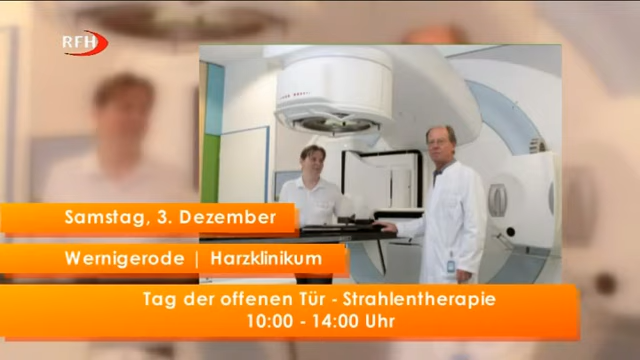 RFH
Samstag, 3. Dezember
Wernigerode | Harzklinikum
Tag der offenen Tür - Strahlentherapie
10:00 - 14:00 Uhr